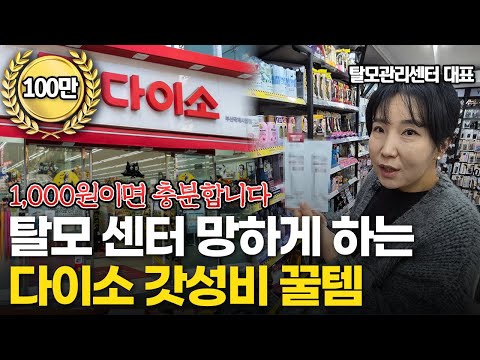 100만
다이소
탈모관리센터 대표
1,000원이면 충분합니다
탈모 센터 망하게 하는
다이소 갓성비 꿀템